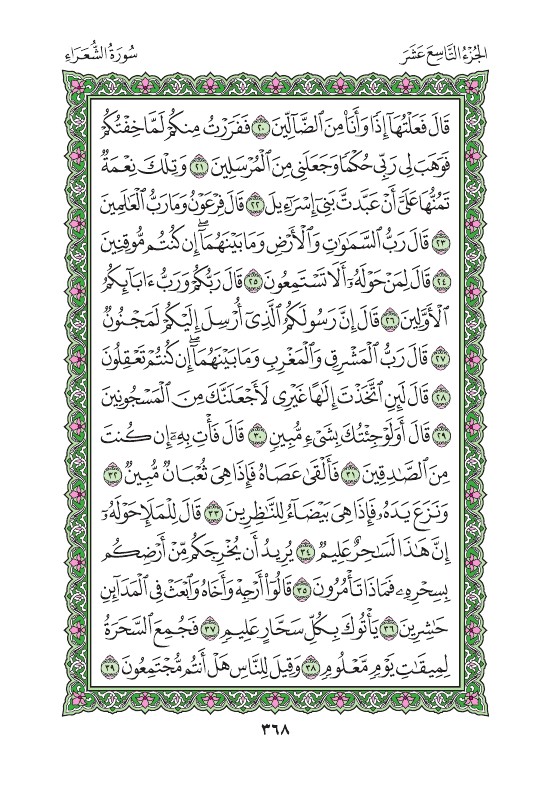 الجُزْءُ التَّاسِعَ عَشَرَ
سُورَةُ الشُّعَرَاءِ
قَالَ فَعَلْتُهَآ إِذٗا وَأَنَا۠ مِنَ ٱلضَّآلِّينَ ٢٠ فَفَرَرۡتُ مِنكُمۡ لَمَّا خِفۡتُكُمۡ
فَوَهَبَ لِي رَبِّي حُكۡمٗا وَجَعَلَنِي مِنَ ٱلۡمُرۡسَلِينَ ٢١ وَتِلۡكَ نِعۡمَةٞ
تَمُنُّهَا عَلَيَّ أَنۡ عَبَّدتَّ بَنِيٓ إِسۡرَـٰٓءِيلَ ٢٢ قَالَ فِرۡعَوۡنُ وَمَا رَبُّ ٱلۡعَٰلَمِينَ
٢٣ قَالَ رَبُّ ٱلسَّمَٰوَٰتِ وَٱلۡأَرۡضِ وَمَا بَيۡنَهُمَآۖ إِن كُنتُم مُّوقِنِينَ
٢٤ قَالَ لِمَنۡ حَوۡلَهُۥٓ أَلَا تَسۡتَمِعُونَ ٢٥ قَالَ رَبُّكُمۡ وَرَبُّ ءَابَآئِكُمُ
ٱلۡأَوَّلِينَ ٢٦ قَالَ إِنَّ رَسُولَكُمُ ٱلَّذِيٓ أُرۡسِلَ إِلَيۡكُمۡ لَمَجۡنُونٞ
٢٧ قَالَ رَبُّ ٱلۡمَشۡرِقِ وَٱلۡمَغۡرِبِ وَمَا بَيۡنَهُمَآۖ إِن كُنتُمۡ تَعۡقِلُونَ
٢٨ قَالَ لَئِنِ ٱتَّخَذۡتَ إِلَٰهًا غَيۡرِي لَأَجۡعَلَنَّكَ مِنَ ٱلۡمَسۡجُونِينَ
٢٩ قَالَ أَوَلَوۡ جِئۡتُكَ بِشَيۡءٖ مُّبِينٖ ٣٠ قَالَ فَأۡتِ بِهِۦٓ إِن كُنتَ
مِنَ ٱلصَّٰدِقِينَ ٣١ فَأَلۡقَىٰ عَصَاهُ فَإِذَا هِيَ ثُعۡبَانٞ مُّبِينٞ ٣٢
وَنَزَعَ يَدَهُۥ فَإِذَا هِيَ بَيۡضَآءُ لِلنَّٰظِرِينَ ٣٣ قَالَ لِلۡمَلَإِ حَوۡلَهُۥٓ
إِنَّ هَٰذَا لَسَٰحِرٌ عَلِيمٞ ٣٤ يُرِيدُ أَن يُخۡرِجَكُم مِّنۡ أَرۡضِكُم
بِسِحۡرِهِۦ فَمَاذَا تَأۡمُرُونَ ٣٥ قَالُوٓاْ أَرۡجِهۡ وَأَخَاهُ وَٱبۡعَثۡ فِي ٱلۡمَدَآئِنِ
حَٰشِرِينَ ٣٦ يَأۡتُوكَ بِكُلِّ سَحَّارٍ عَلِيمٖ ٣٧ فَجُمِعَ ٱلسَّحَرَةُ
لِمِيقَٰتِ يَوۡمٖ مَّعۡلُومٖ ٣٨ وَقِيلَ لِلنَّاسِ هَلۡ أَنتُم مُّجۡتَمِعُونَ ٣٩
٣٦٨